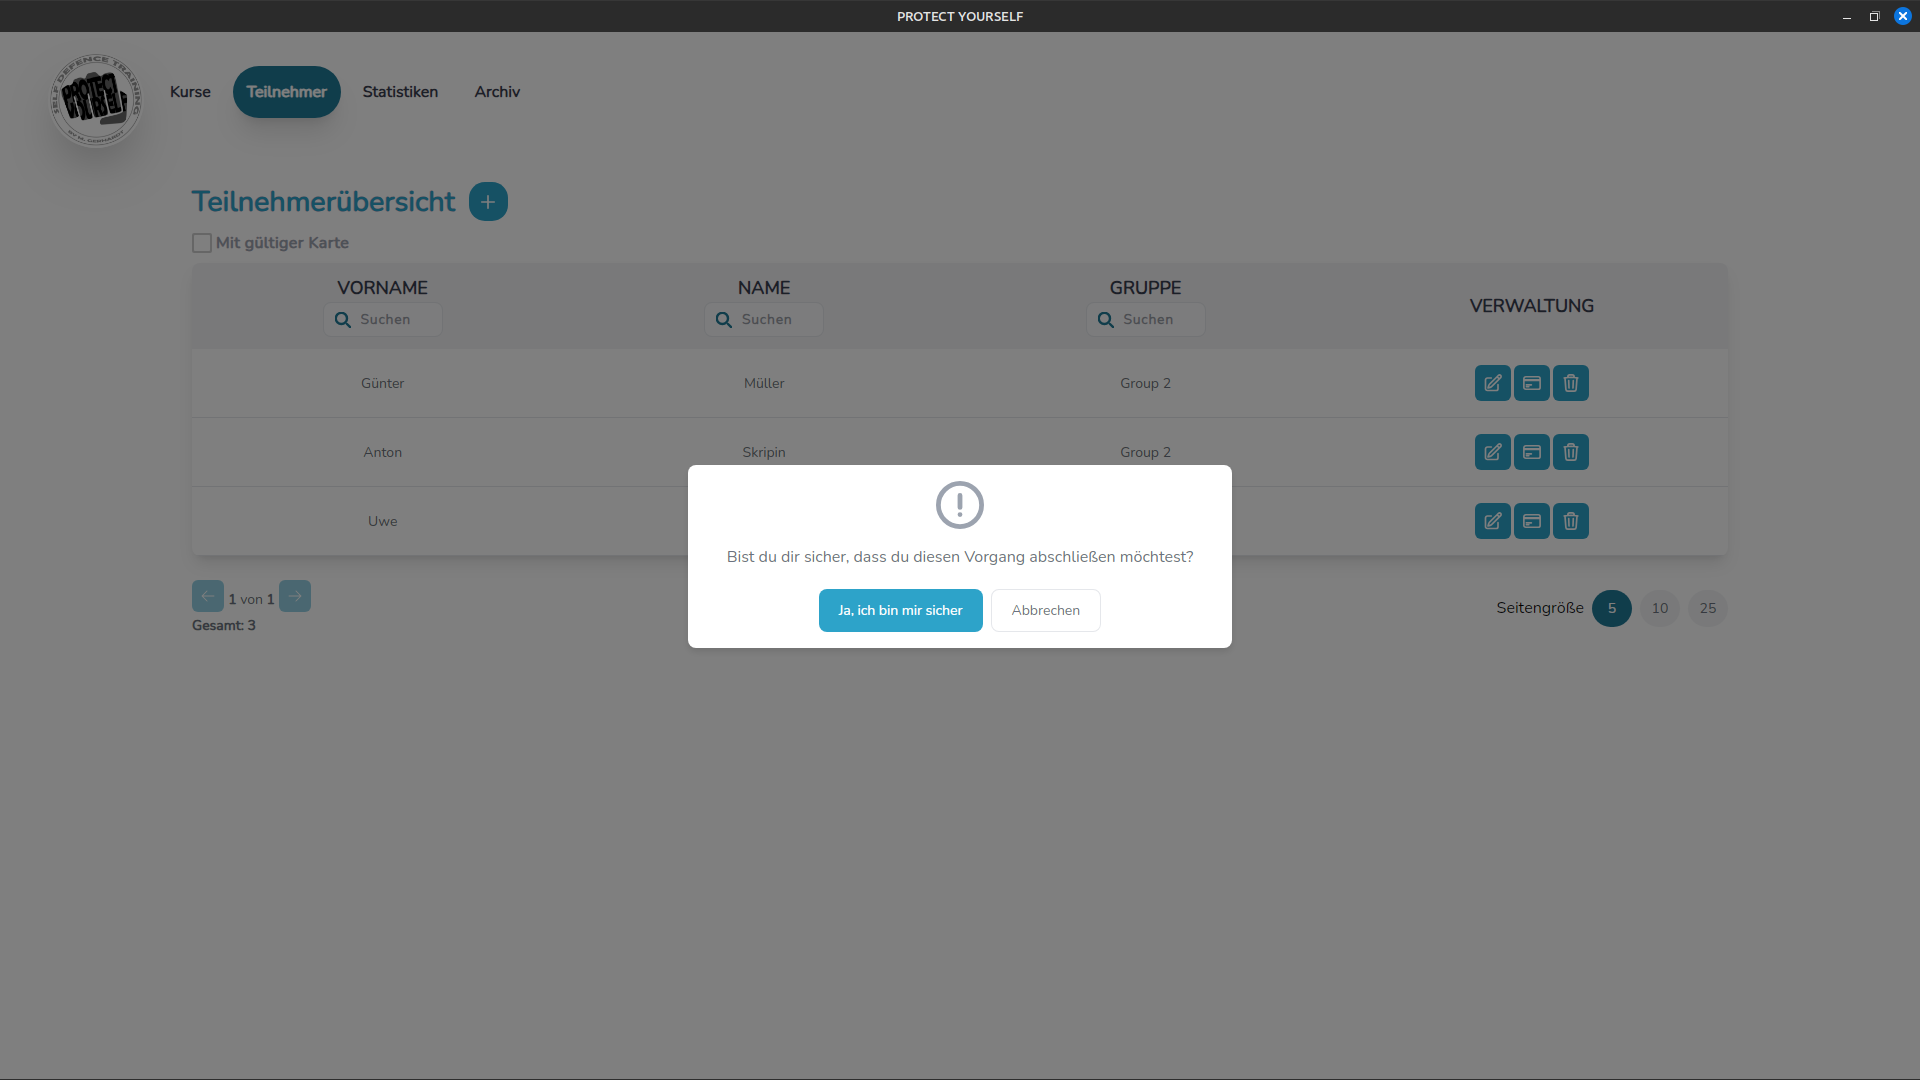 PROTECT YOURSELF
SELF DEFENCE TRAINING
Kurse
Teilnehmer
Statistiken
Archiv
Teilnehmerübersicht
Mit gültiger Karte
VORNAME
NAME
GRUPPE
VERWALTUNG
Suchen
Suchen
Suchen
Günter
Müller
Group 2
Anton
Skripin
Group 2
Uwe
Bist du dir sicher, dass du diesen Vorgang abschließen möchtest?
Ja, ich bin mir sicher
Abbrechen
1 von 1
Gesamt: 3
Seitengröße
5
10
25